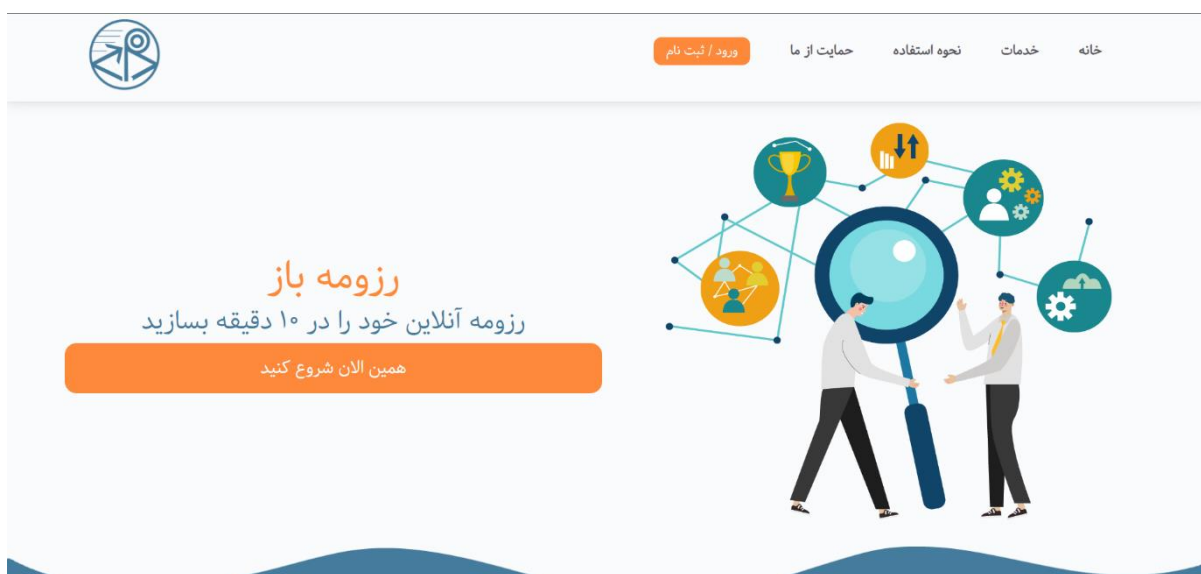 خانه خدمات نحوه استفاده حمایت از ما ورود / ثبت نام
رزومه باز
رزومه آنلاین خود را در ۱۰ دقیقه بسازید
همین الان شروع کنید